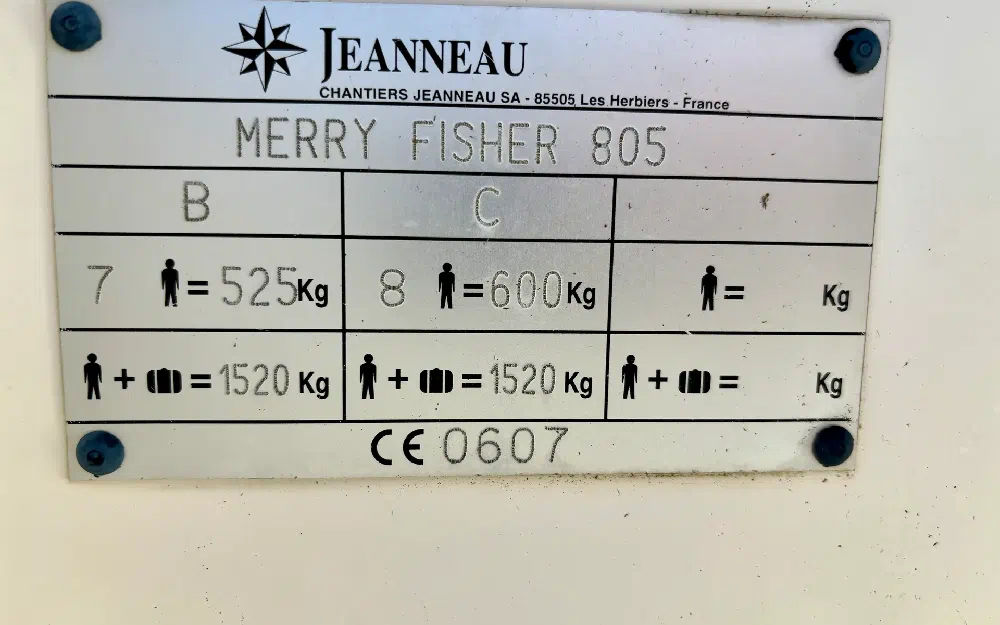 JEANNEAU
CHANTIERS JEANNEAU SA - 85505 Les Herbiers - France
MERRY FISHER 805
B C
7 = 525Kg 8 = 600Kg = Kg
+ = 1520 Kg + = 1520 Kg + = Kg
CE 0607